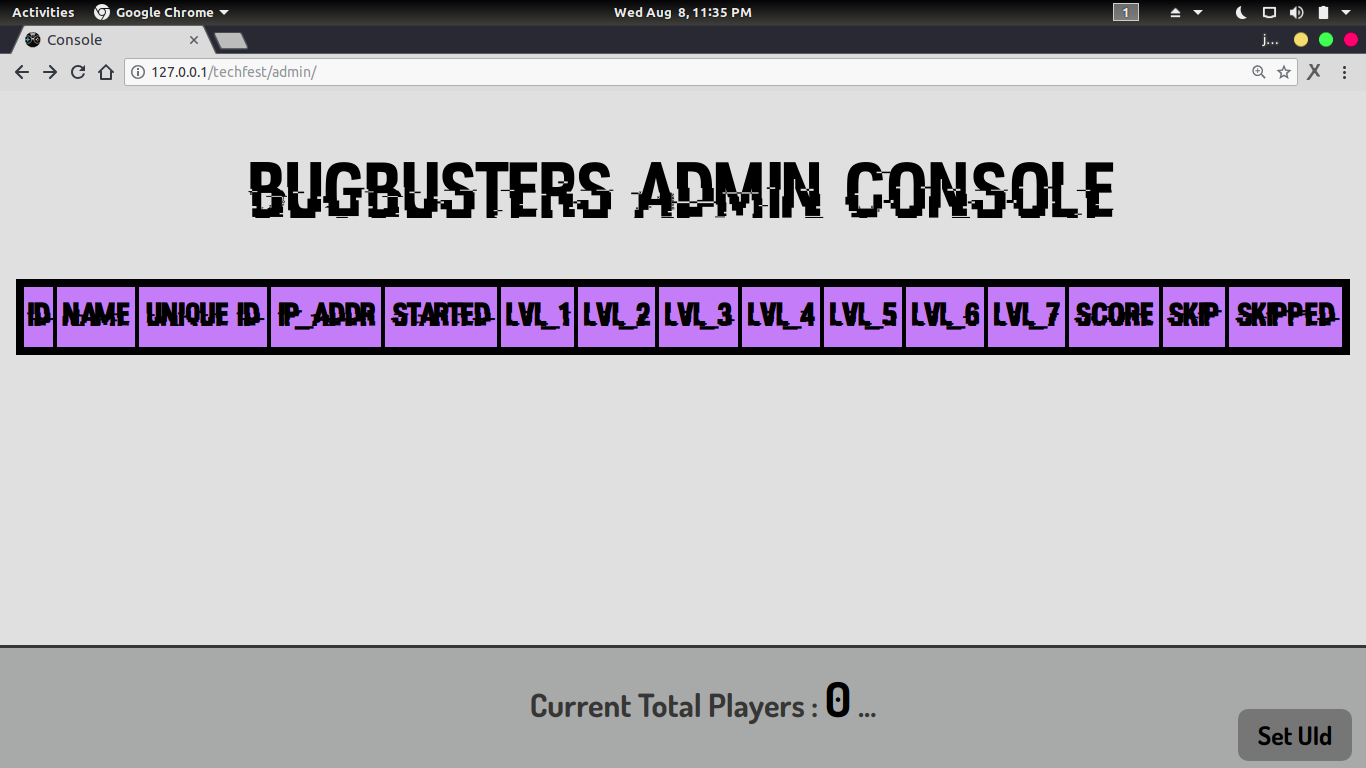 Activities Google Chrome Wed Aug 8, 11:35 PM 1
Console j...
127.0.0.1/techfest/admin/ X
BUGBUSTERS ADMIN CONSOLE
ID NAME UNIQUE ID IP_ADDR STARTED LVL_1 LVL_2 LVL_3 LVL_4 LVL_5 LVL_6 LVL_7 SCORE SKIP SKIPPED
Current Total Players : 0 ...
Set UId